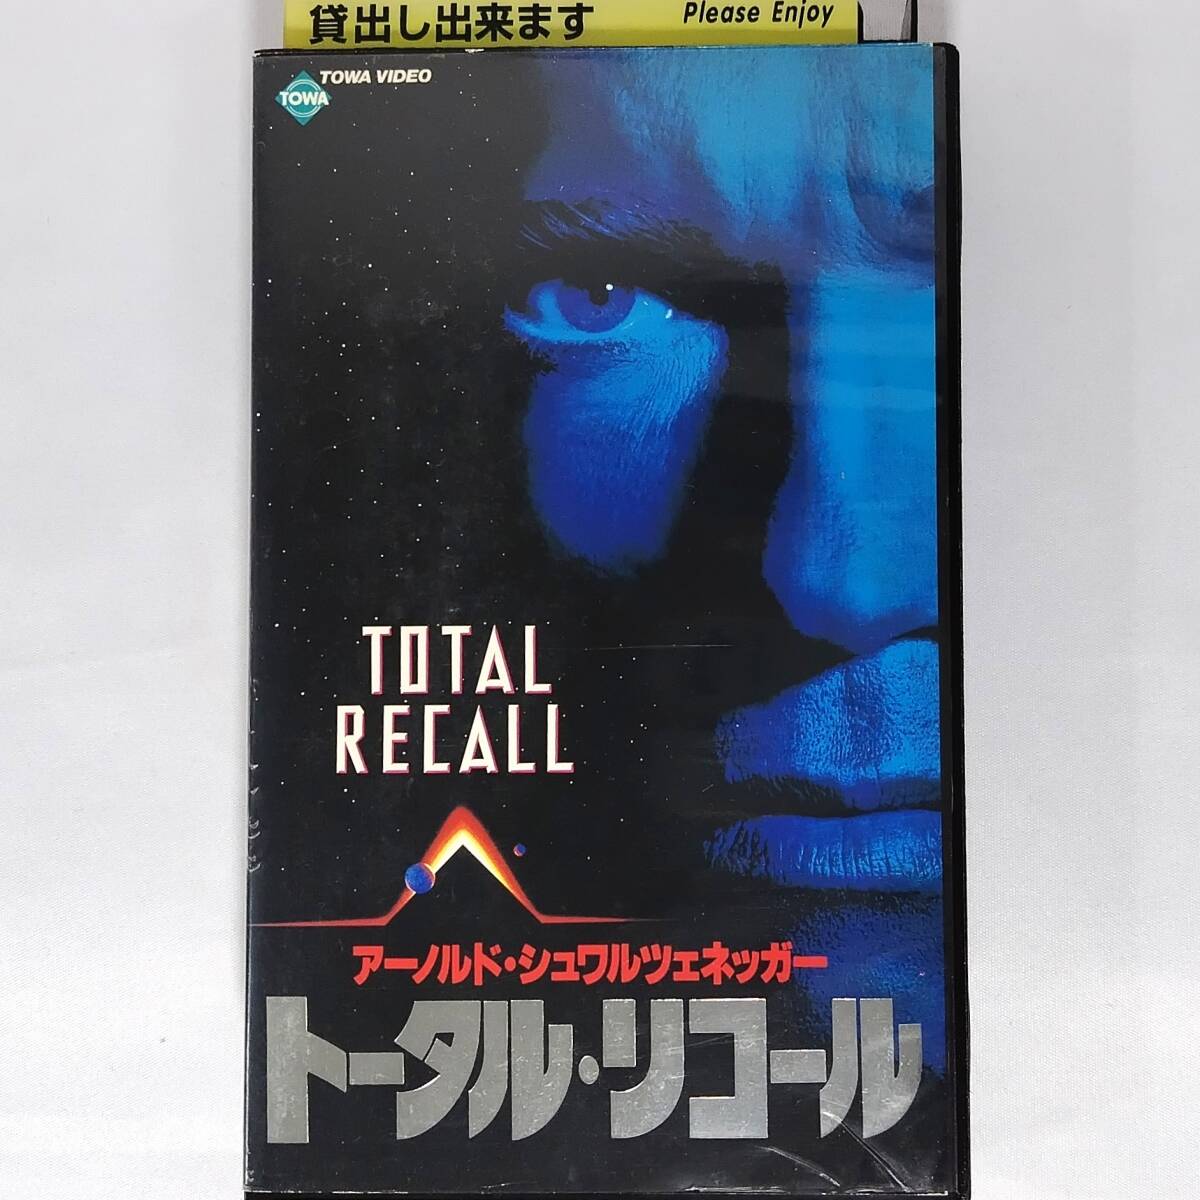 貸出し出来ます
Please Enjoy
TOWA VIDEO
TOWA
TOTAL
RECALL
アーノルド・シュワルツェネッガー
トータル・リコール